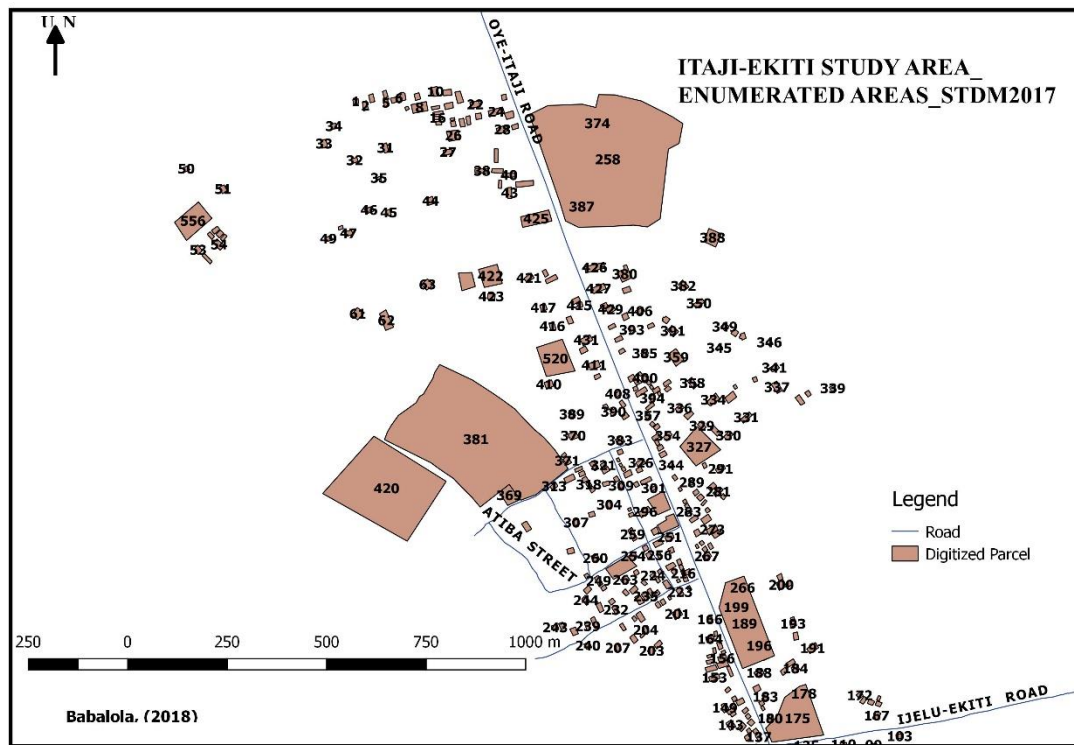 U N
ITAJI-EKITI STUDY AREA_
ENUMERATED AREAS_STDM2017
OYE-ITAJI ROAD
1 2 5 6 8 10 16 22 24 26 27 28
34 33 32 31 35 38 40 43 44
50 51 556 53 54
46 45 47 49
374
258
387
425
388
63 422 423 421 426 380 427 382 350
61 62 417 415 429 406
416 393 391 349
431 385 359 345 346
520 411 400 341
410 408 394 358 337 339
389 390 357 336 334 331
370 383 354 329 330
381 327
371 321 326 344 291
420 369 313 318 309 301 289 281
304 296 283
307 259 251 273
ATIBA STREET
260 254 256 267
249 263 224 216 266 200
244 235 223 199
232 201 166 189 193
243 239 204 164
240 207 203 156 196 191
153 188 184
183 178 172
149 180 175 167
143 137 103
IJELU-EKITI ROAD
Legend
Road
Digitized Parcel
250 0 250 500 750 1000 m
Babalola, (2018)